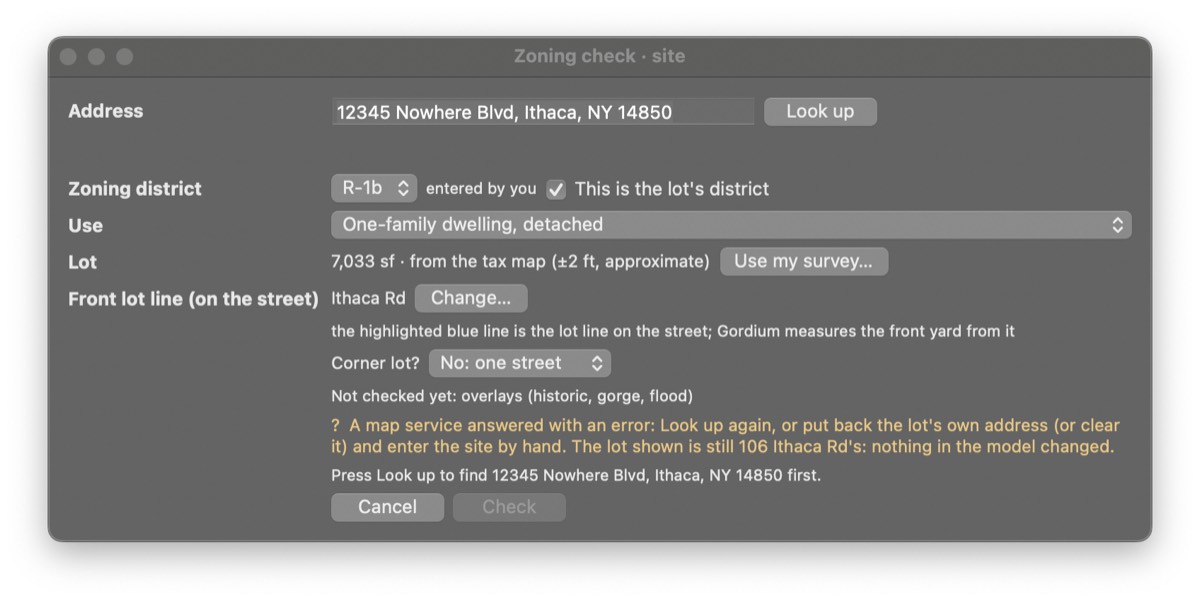 Zoning check · site
Address 12345 Nowhere Blvd, Ithaca, NY 14850 Look up
Zoning district R-1b entered by you This is the lot's district
Use One-family dwelling, detached
Lot 7,033 sf · from the tax map (±2 ft, approximate) Use my survey...
Front lot line (on the street) Ithaca Rd Change...
the highlighted blue line is the lot line on the street; Gordium measures the front yard from it
Corner lot? No: one street
Not checked yet: overlays (historic, gorge, flood)
? A map service answered with an error: Look up again, or put back the lot's own address (or clear
it) and enter the site by hand. The lot shown is still 106 Ithaca Rd's: nothing in the model changed.
Press Look up to find 12345 Nowhere Blvd, Ithaca, NY 14850 first.
Cancel Check